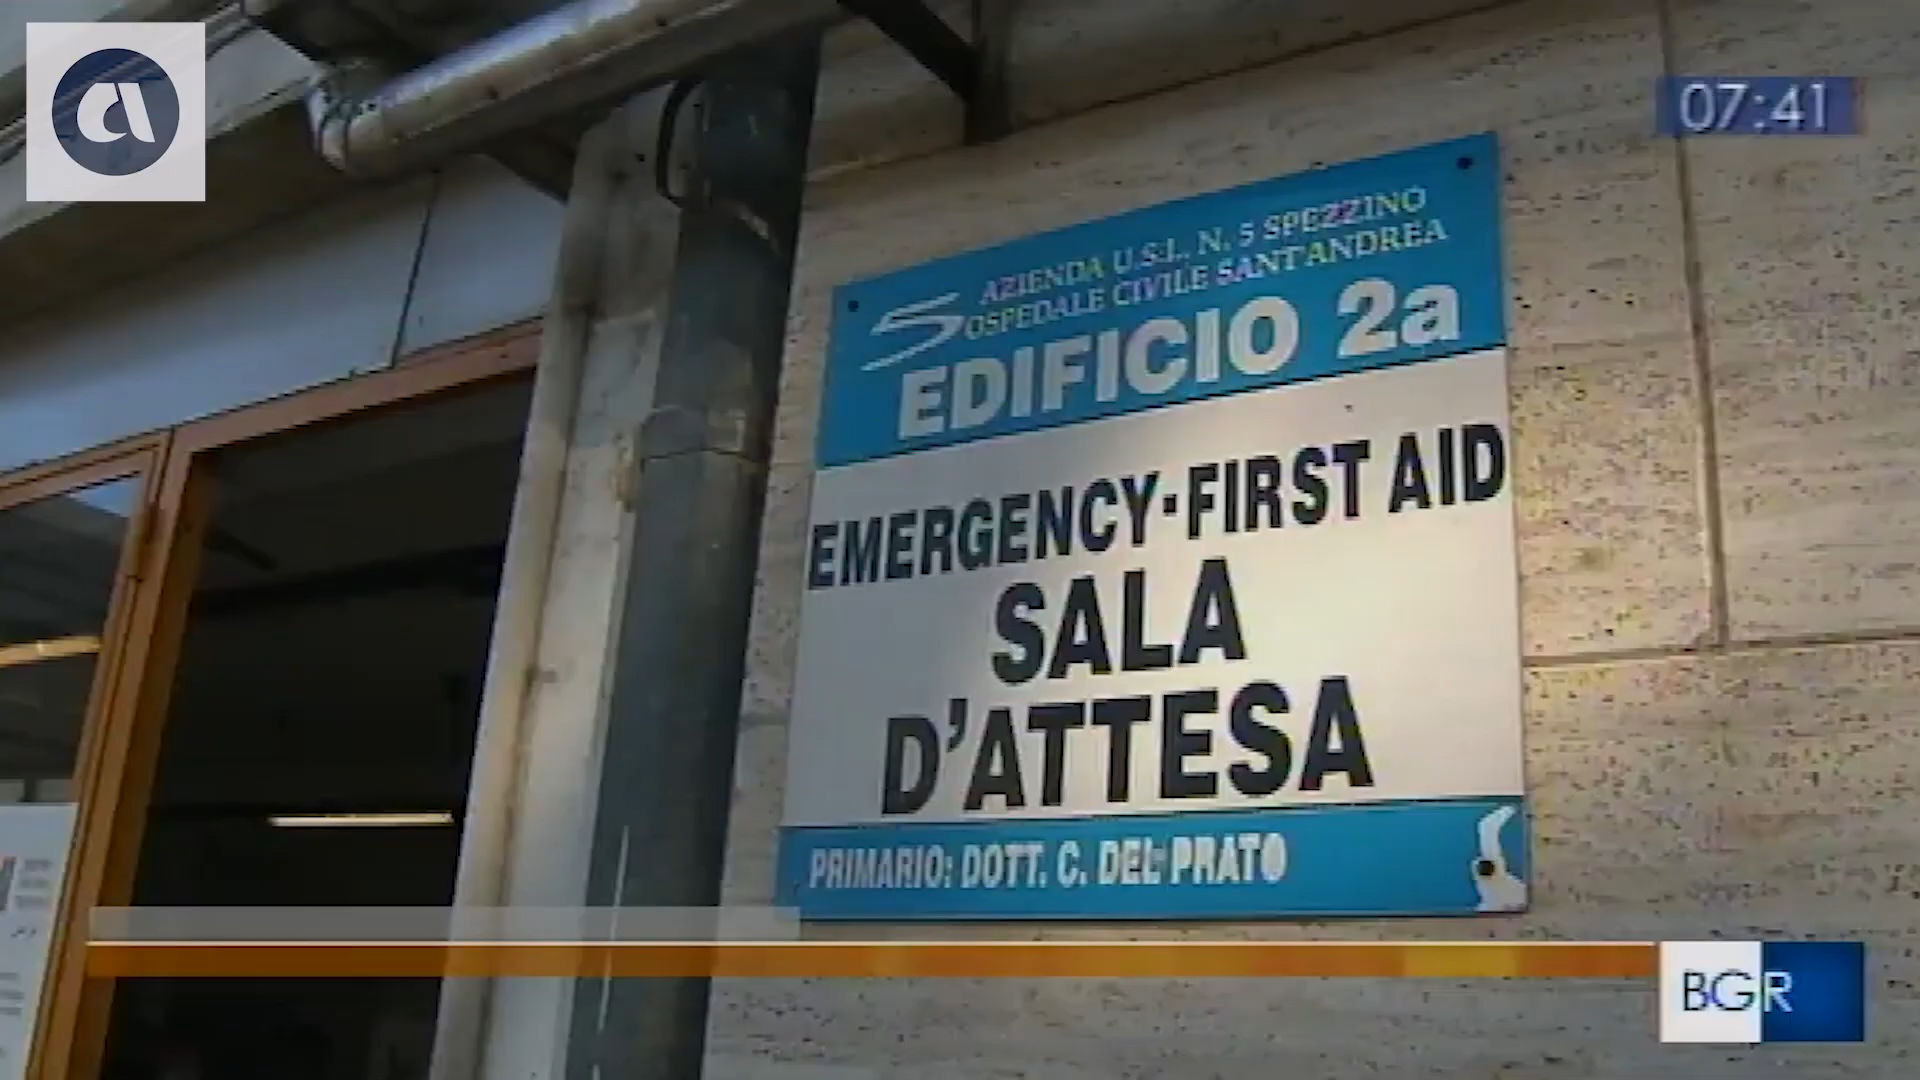 07:41
AZIENDA U.S.L. N. 5 SPEZZINO
OSPEDALE CIVILE SANT'ANDREA
EDIFICIO 2a
EMERGENCY-FIRST AID
SALA
D'ATTESA
PRIMARIO: DOTT. C. DEL PRATO
BGR